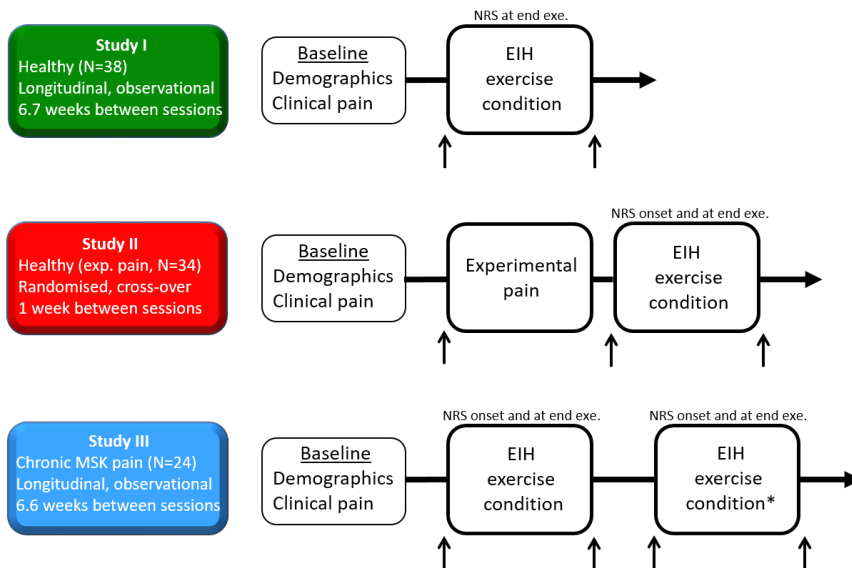 Study I
Healthy (N=38)
Longitudinal, observational
6.7 weeks between sessions
Baseline
Demographics
Clinical pain
NRS at end exe.
EIH
exercise
condition
Study II
Healthy (exp. pain, N=34)
Randomised, cross-over
1 week between sessions
Baseline
Demographics
Clinical pain
Experimental
pain
NRS onset and at end exe.
EIH
exercise
condition
Study III
Chronic MSK pain (N=24)
Longitudinal, observational
6.6 weeks between sessions
Baseline
Demographics
Clinical pain
NRS onset and at end exe.
EIH
exercise
condition
NRS onset and at end exe.
EIH
exercise
condition*